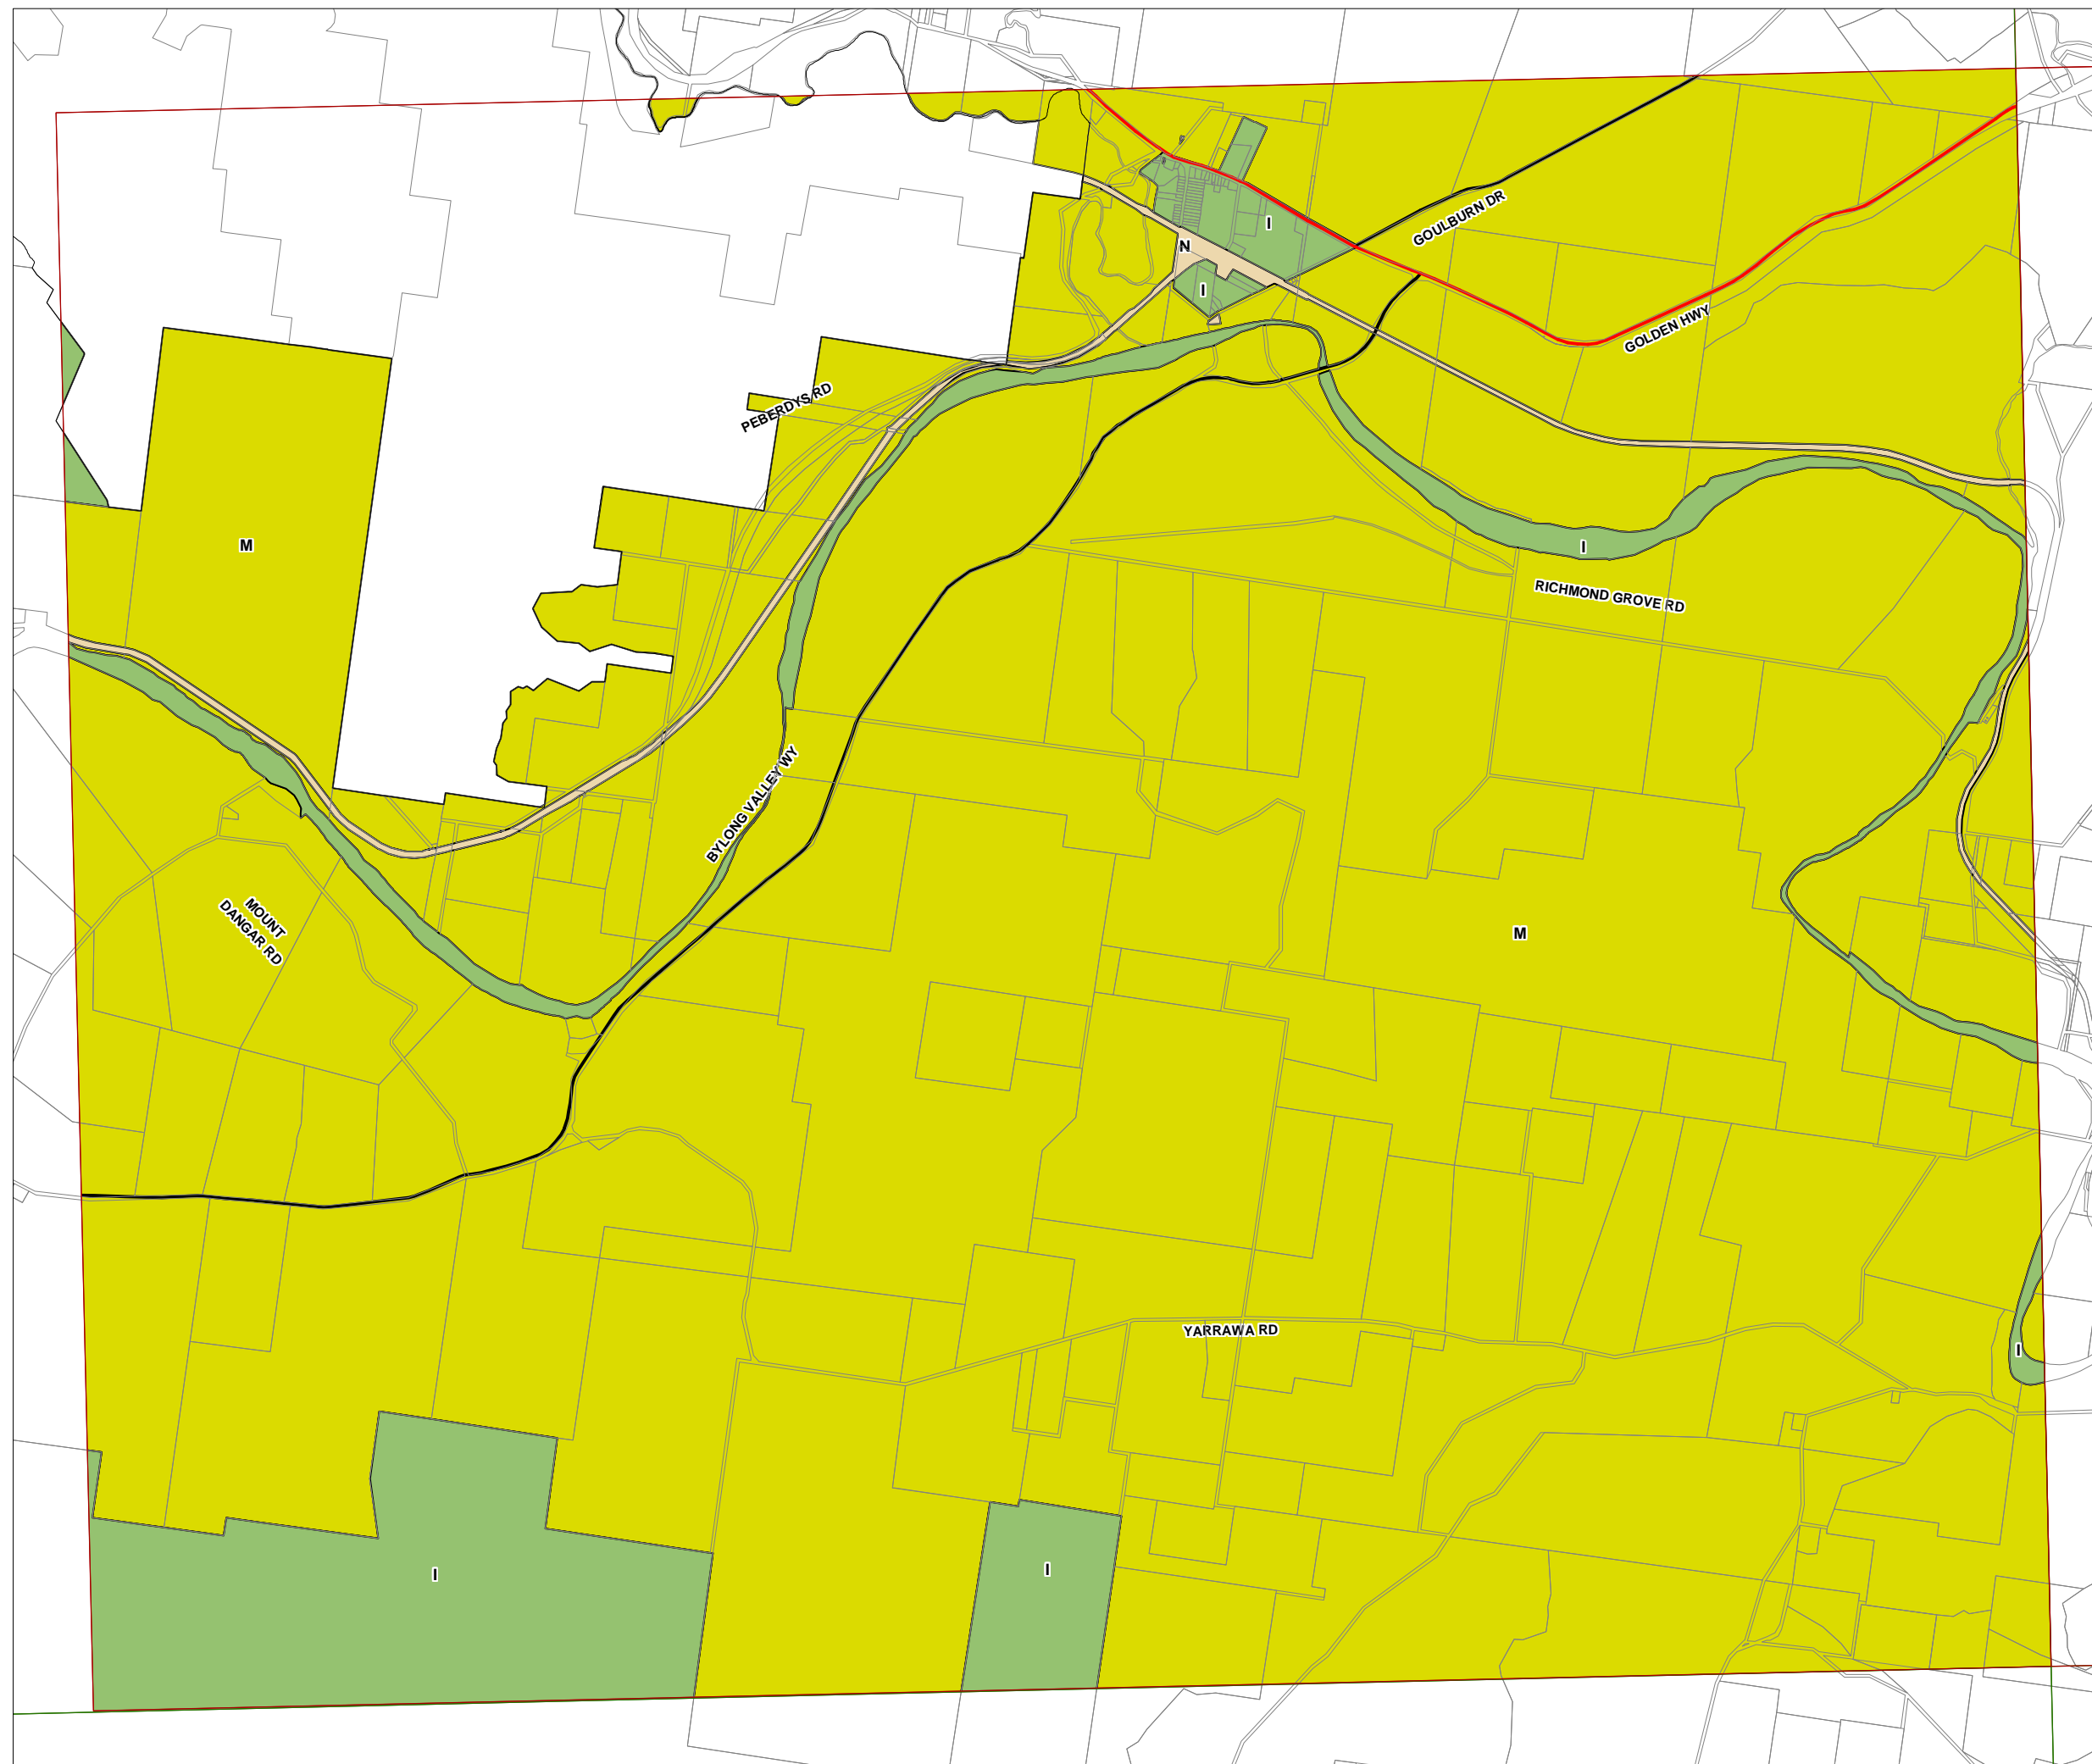 I
GOULBURN DR
N
I
GOLDEN HWY
PEBERDYS RD
M
I
RICHMOND GROVE RD
BYLONG VALLEY WY
MOUNT
DANGAR RD
M
YARRAWA RD
I
I
I